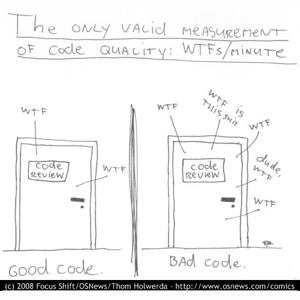 The only valid measurement
of code quality: WTFs/minute
WTF
code
review
WTF
Good code.
WTF
WTF is
this shit
WTF
code
review
dude,
WTF
WTF
Bad code.
(c) 2008 Focus Shift/OSNews/Thom Holwerda - http://www.osnews.com/comics